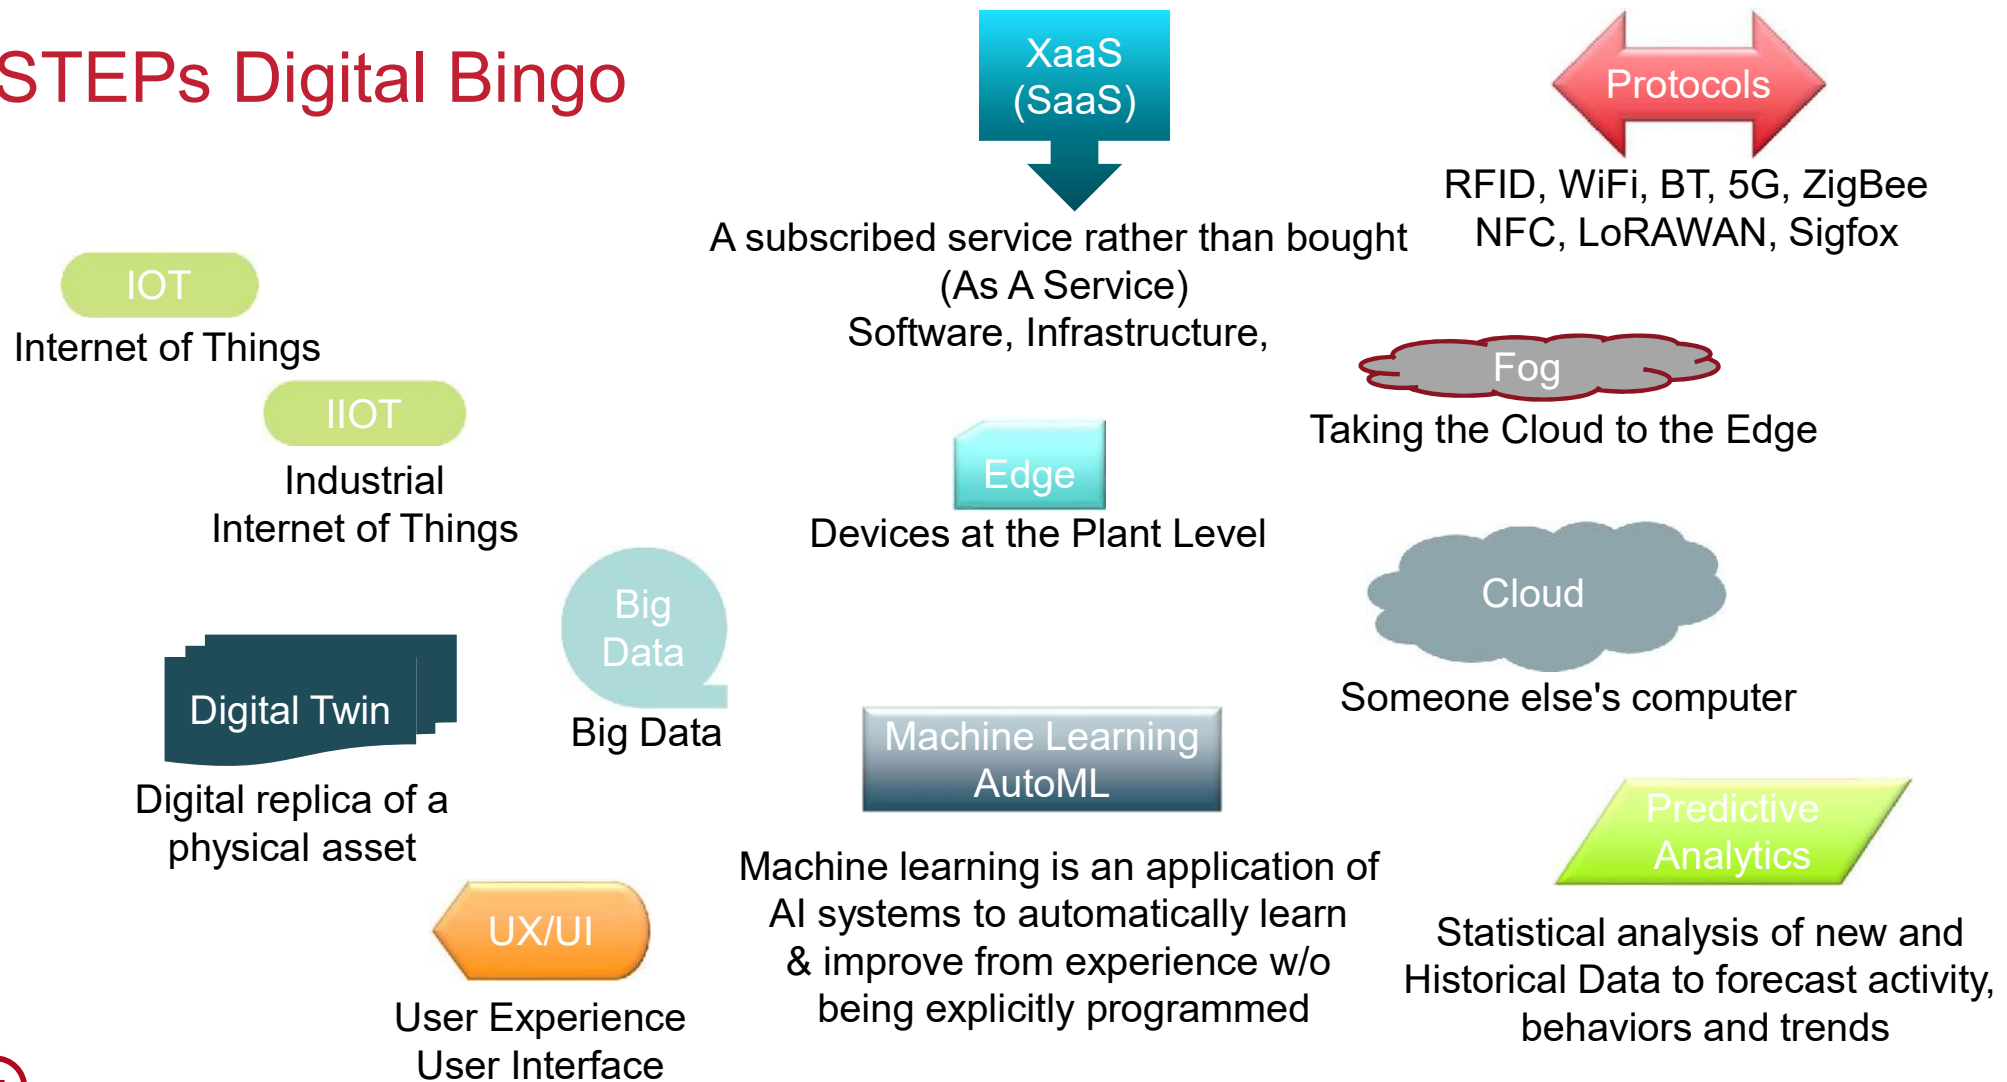 STEPs Digital Bingo
XaaS
(SaaS)
A subscribed service rather than bought
(As A Service)
Software, Infrastructure,
Protocols
RFID, WiFi, BT, 5G, ZigBee
NFC, LoRAWAN, Sigfox
IOT
Internet of Things
IIOT
Industrial
Internet of Things
Fog
Taking the Cloud to the Edge
Edge
Devices at the Plant Level
Cloud
Someone else's computer
Big
Data
Big Data
Digital Twin
Digital replica of a
physical asset
Machine Learning
AutoML
Machine learning is an application of
AI systems to automatically learn
& improve from experience w/o
being explicitly programmed
Predictive
Analytics
Statistical analysis of new and
Historical Data to forecast activity,
behaviors and trends
UX/UI
User Experience
User Interface